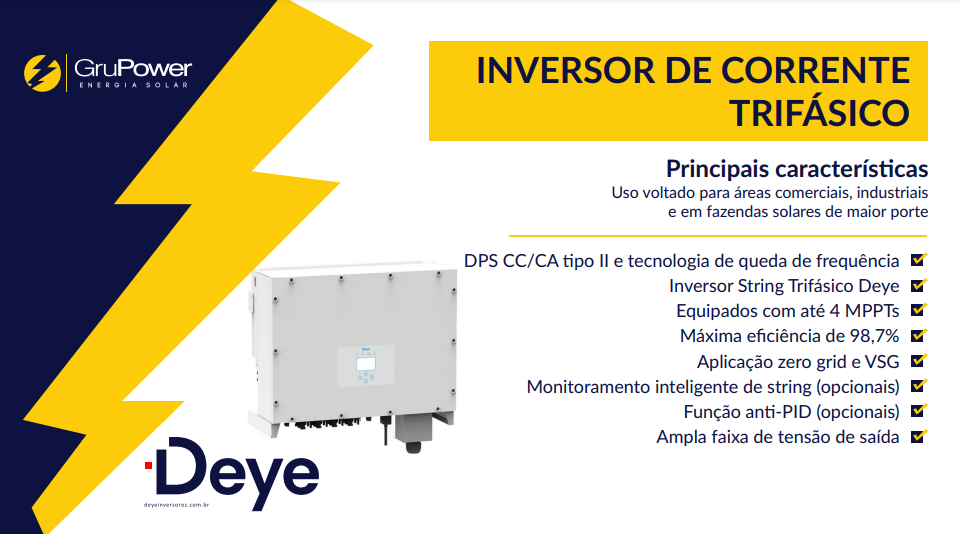 GruPower
ENERGIA SOLAR
INVERSOR DE CORRENTE
TRIFÁSICO
Principais características
Uso voltado para áreas comerciais, industriais
e em fazendas solares de maior porte
DPS CC/CA tipo II e tecnologia de queda de frequência
Inversor String Trifásico Deye
Equipados com até 4 MPPTs
Máxima eficiência de 98,7%
Aplicação zero grid e VSG
Monitoramento inteligente de string (opcionais)
Função anti-PID (opcionais)
Ampla faixa de tensão de saída
Deye
Deye
deyeinversores.com.br